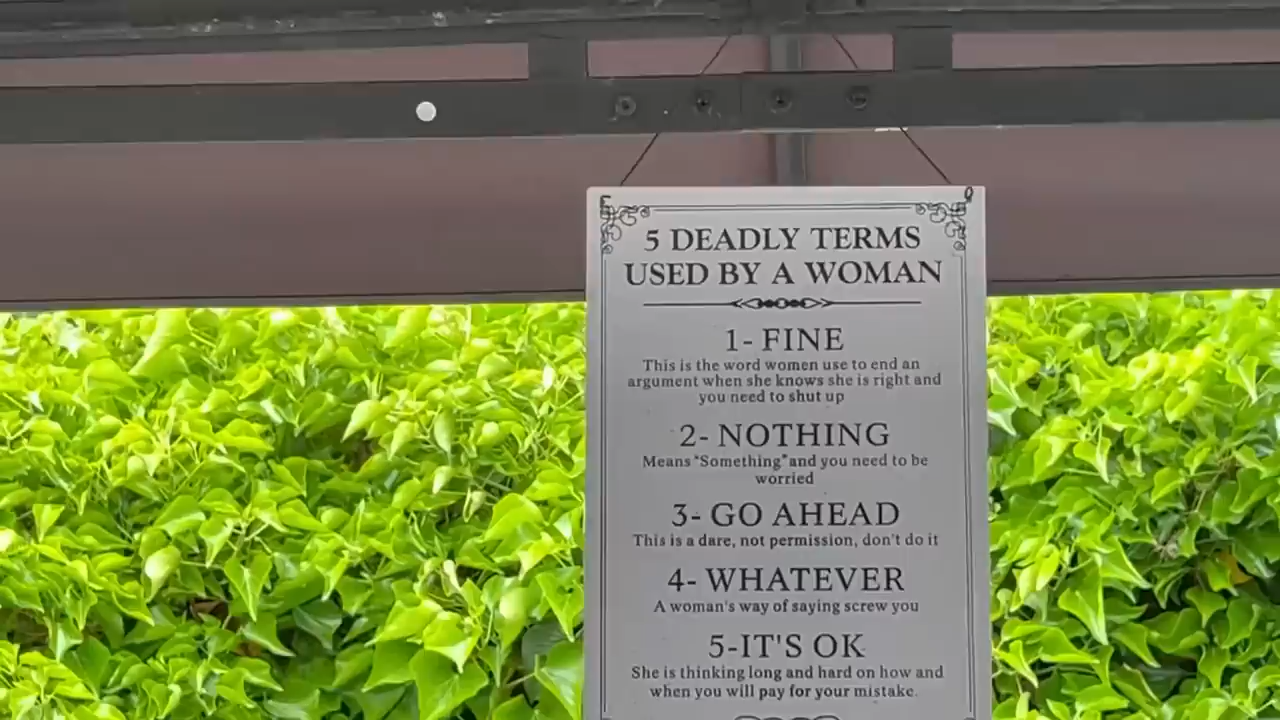 5 DEADLY TERMS
USED BY A WOMAN
1- FINE
This is the word women use to end an
argument when she knows she is right and
you need to shut up
2- NOTHING
Means "Something" and you need to be
worried
3- GO AHEAD
This is a dare, not permission, don't do it
4- WHATEVER
A woman's way of saying screw you
5-IT'S OK
She is thinking long and hard on how and
when you will pay for your mistake.